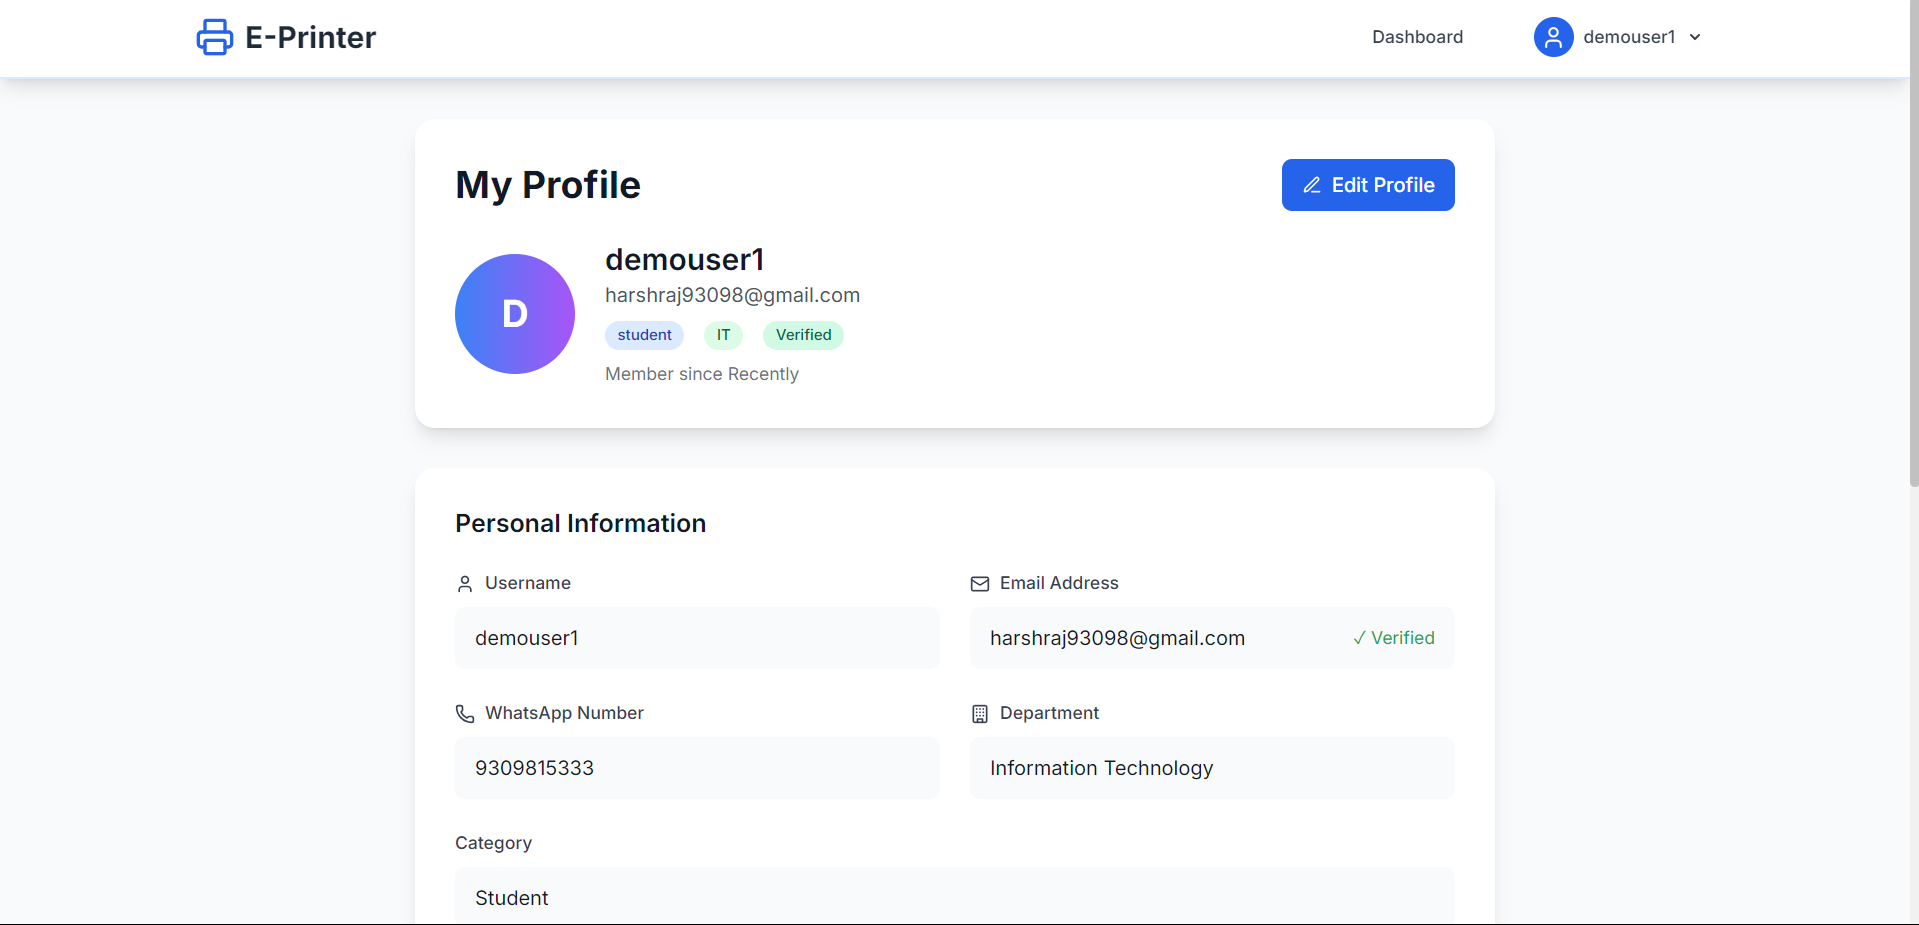 E-Printer
Dashboard
demouser1
My Profile
Edit Profile
D
demouser1
harshraj93098@gmail.com
student IT Verified
Member since Recently
Personal Information
Username
Email Address
demouser1
harshraj93098@gmail.com
✓ Verified
WhatsApp Number
Department
9309815333
Information Technology
Category
Student